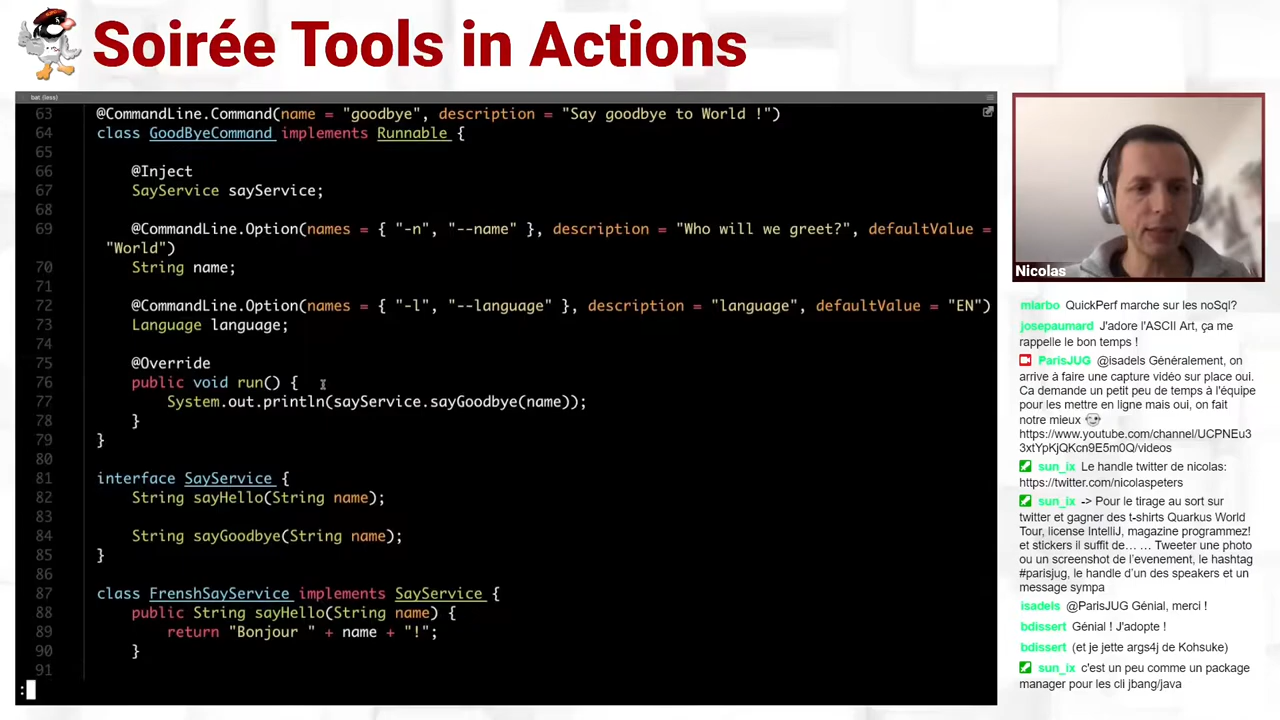 Soirée Tools in Actions
bat (less)
63 @CommandLine.Command(name = "goodbye", description = "Say goodbye to World !")
64 class GoodByeCommand implements Runnable {
65
66 @Inject
67 SayService sayService;
68
69 @CommandLine.Option(names = { "-n", "--name" }, description = "Who will we greet?", defaultValue =
"World")
70 String name;
71
72 @CommandLine.Option(names = { "-l", "--language" }, description = "language", defaultValue = "EN")
73 Language language;
74
75 @Override
76 public void run() {
77 System.out.println(sayService.sayGoodbye(name));
78 }
79 }
80
81 interface SayService {
82 String sayHello(String name);
83
84 String sayGoodbye(String name);
85 }
86
87 class FrenshSayService implements SayService {
88 public String sayHello(String name) {
89 return "Bonjour " + name + "!";
90 }
91
:
Nicolas
mlarbo QuickPerf marche sur les noSql?
josepaumard J'adore l'ASCII Art, ça me
rappelle le bon temps !
ParisJUG @isadels Généralement, on
arrive à faire une capture vidéo sur place oui.
Ca demande un petit peu de temps à l'équipe
pour les mettre en ligne mais oui, on fait
notre mieux
https://www.youtube.com/channel/UCPNEu3
3xtYpKjQKcn9E5m0Q/videos
sun_ix Le handle twitter de nicolas:
https://twitter.com/nicolaspeters
sun_ix -> Pour le tirage au sort sur
twitter et gagner des t-shirts Quarkus World
Tour, license IntelliJ, magazine programmez!
et stickers il suffit de… … Tweeter une photo
ou un screenshot de l'evenement, le hashtag
#parisjug, le handle d'un des speakers et un
message sympa
isadels @ParisJUG Génial, merci !
bdissert Génial ! J'adopte !
bdissert (et je jette args4j de Kohsuke)
sun_ix c'est un peu comme un package
manager pour les cli jbang/java